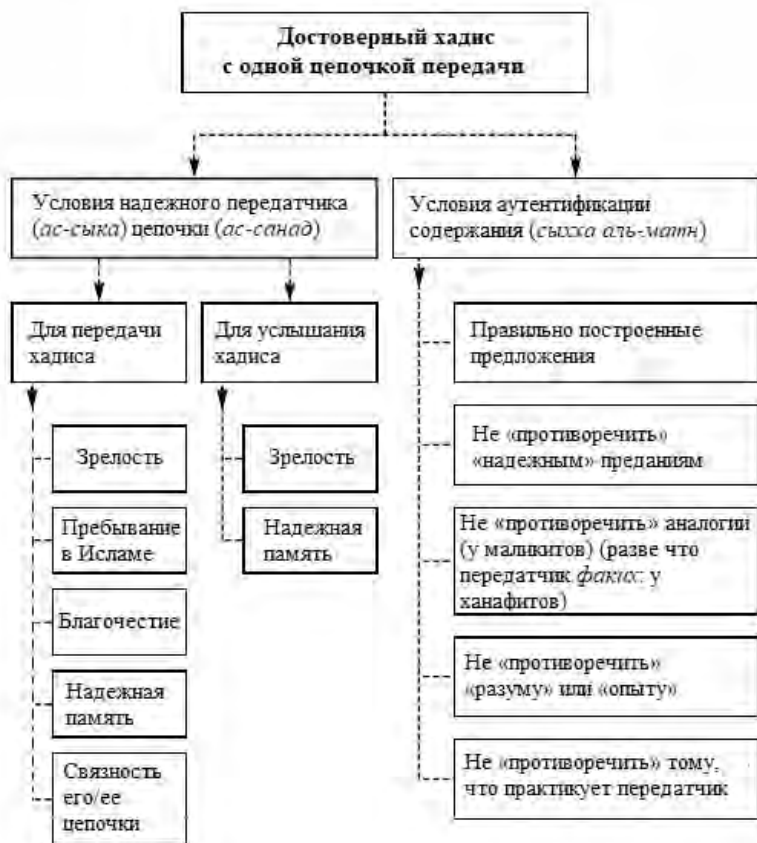 Достоверный хадис
с одной цепочкой передачи
Условия надежного передатчика
(ас-сыка) цепочки (ас-санад)
Условия аутентификации
содержания (сыхха аль-матн)
Для передачи
хадиса
Для услышания
хадиса
Зрелость
Пребывание
в Исламе
Благочестие
Надежная
память
Связность
его/ее
цепочки
Зрелость
Надежная
память
Правильно построенные
предложения
Не «противоречить»
«надежным» преданиям
Не «противоречить» аналогии
(у маликитов) (разве что
передатчик факих: у
ханафитов)
Не «противоречить»
«разуму» или «опыту»
Не «противоречить» тому,
что практикует передатчик